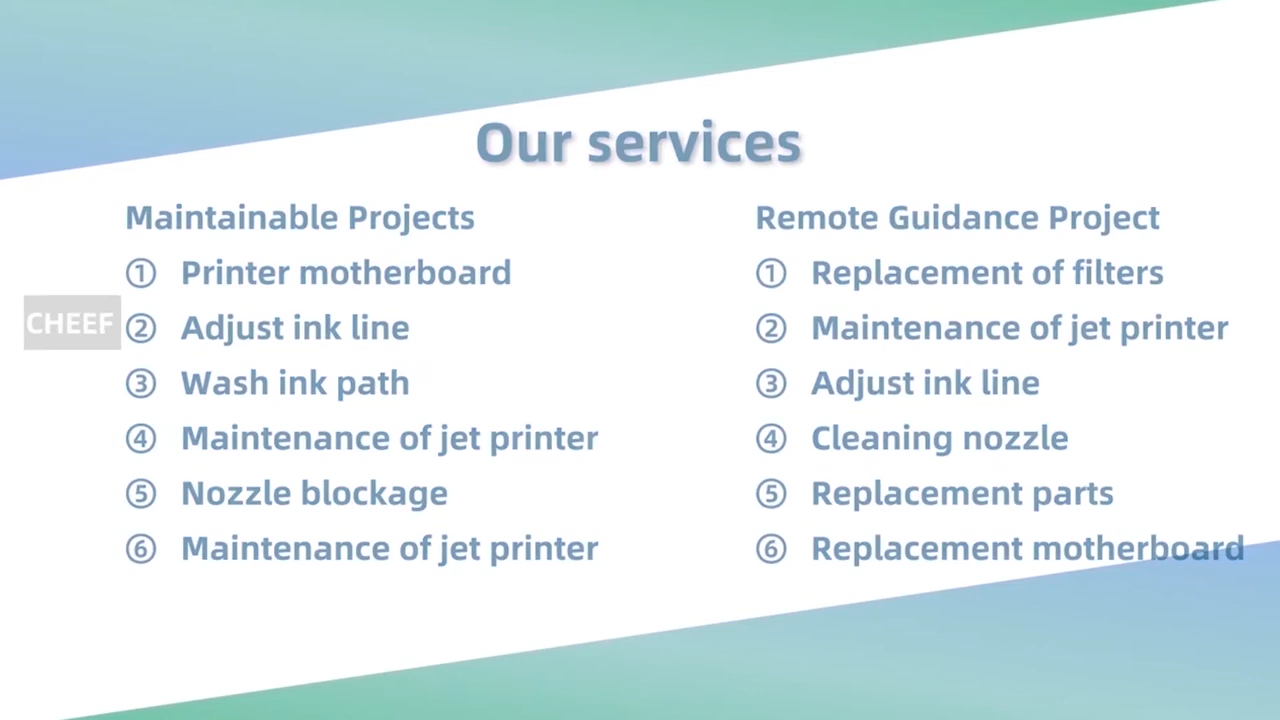 Our services
Maintainable Projects
① Printer motherboard
② Adjust ink line
③ Wash ink path
④ Maintenance of jet printer
⑤ Nozzle blockage
⑥ Maintenance of jet printer
Remote Guidance Project
① Replacement of filters
② Maintenance of jet printer
③ Adjust ink line
④ Cleaning nozzle
⑤ Replacement parts
⑥ Replacement motherboard
CHEEF